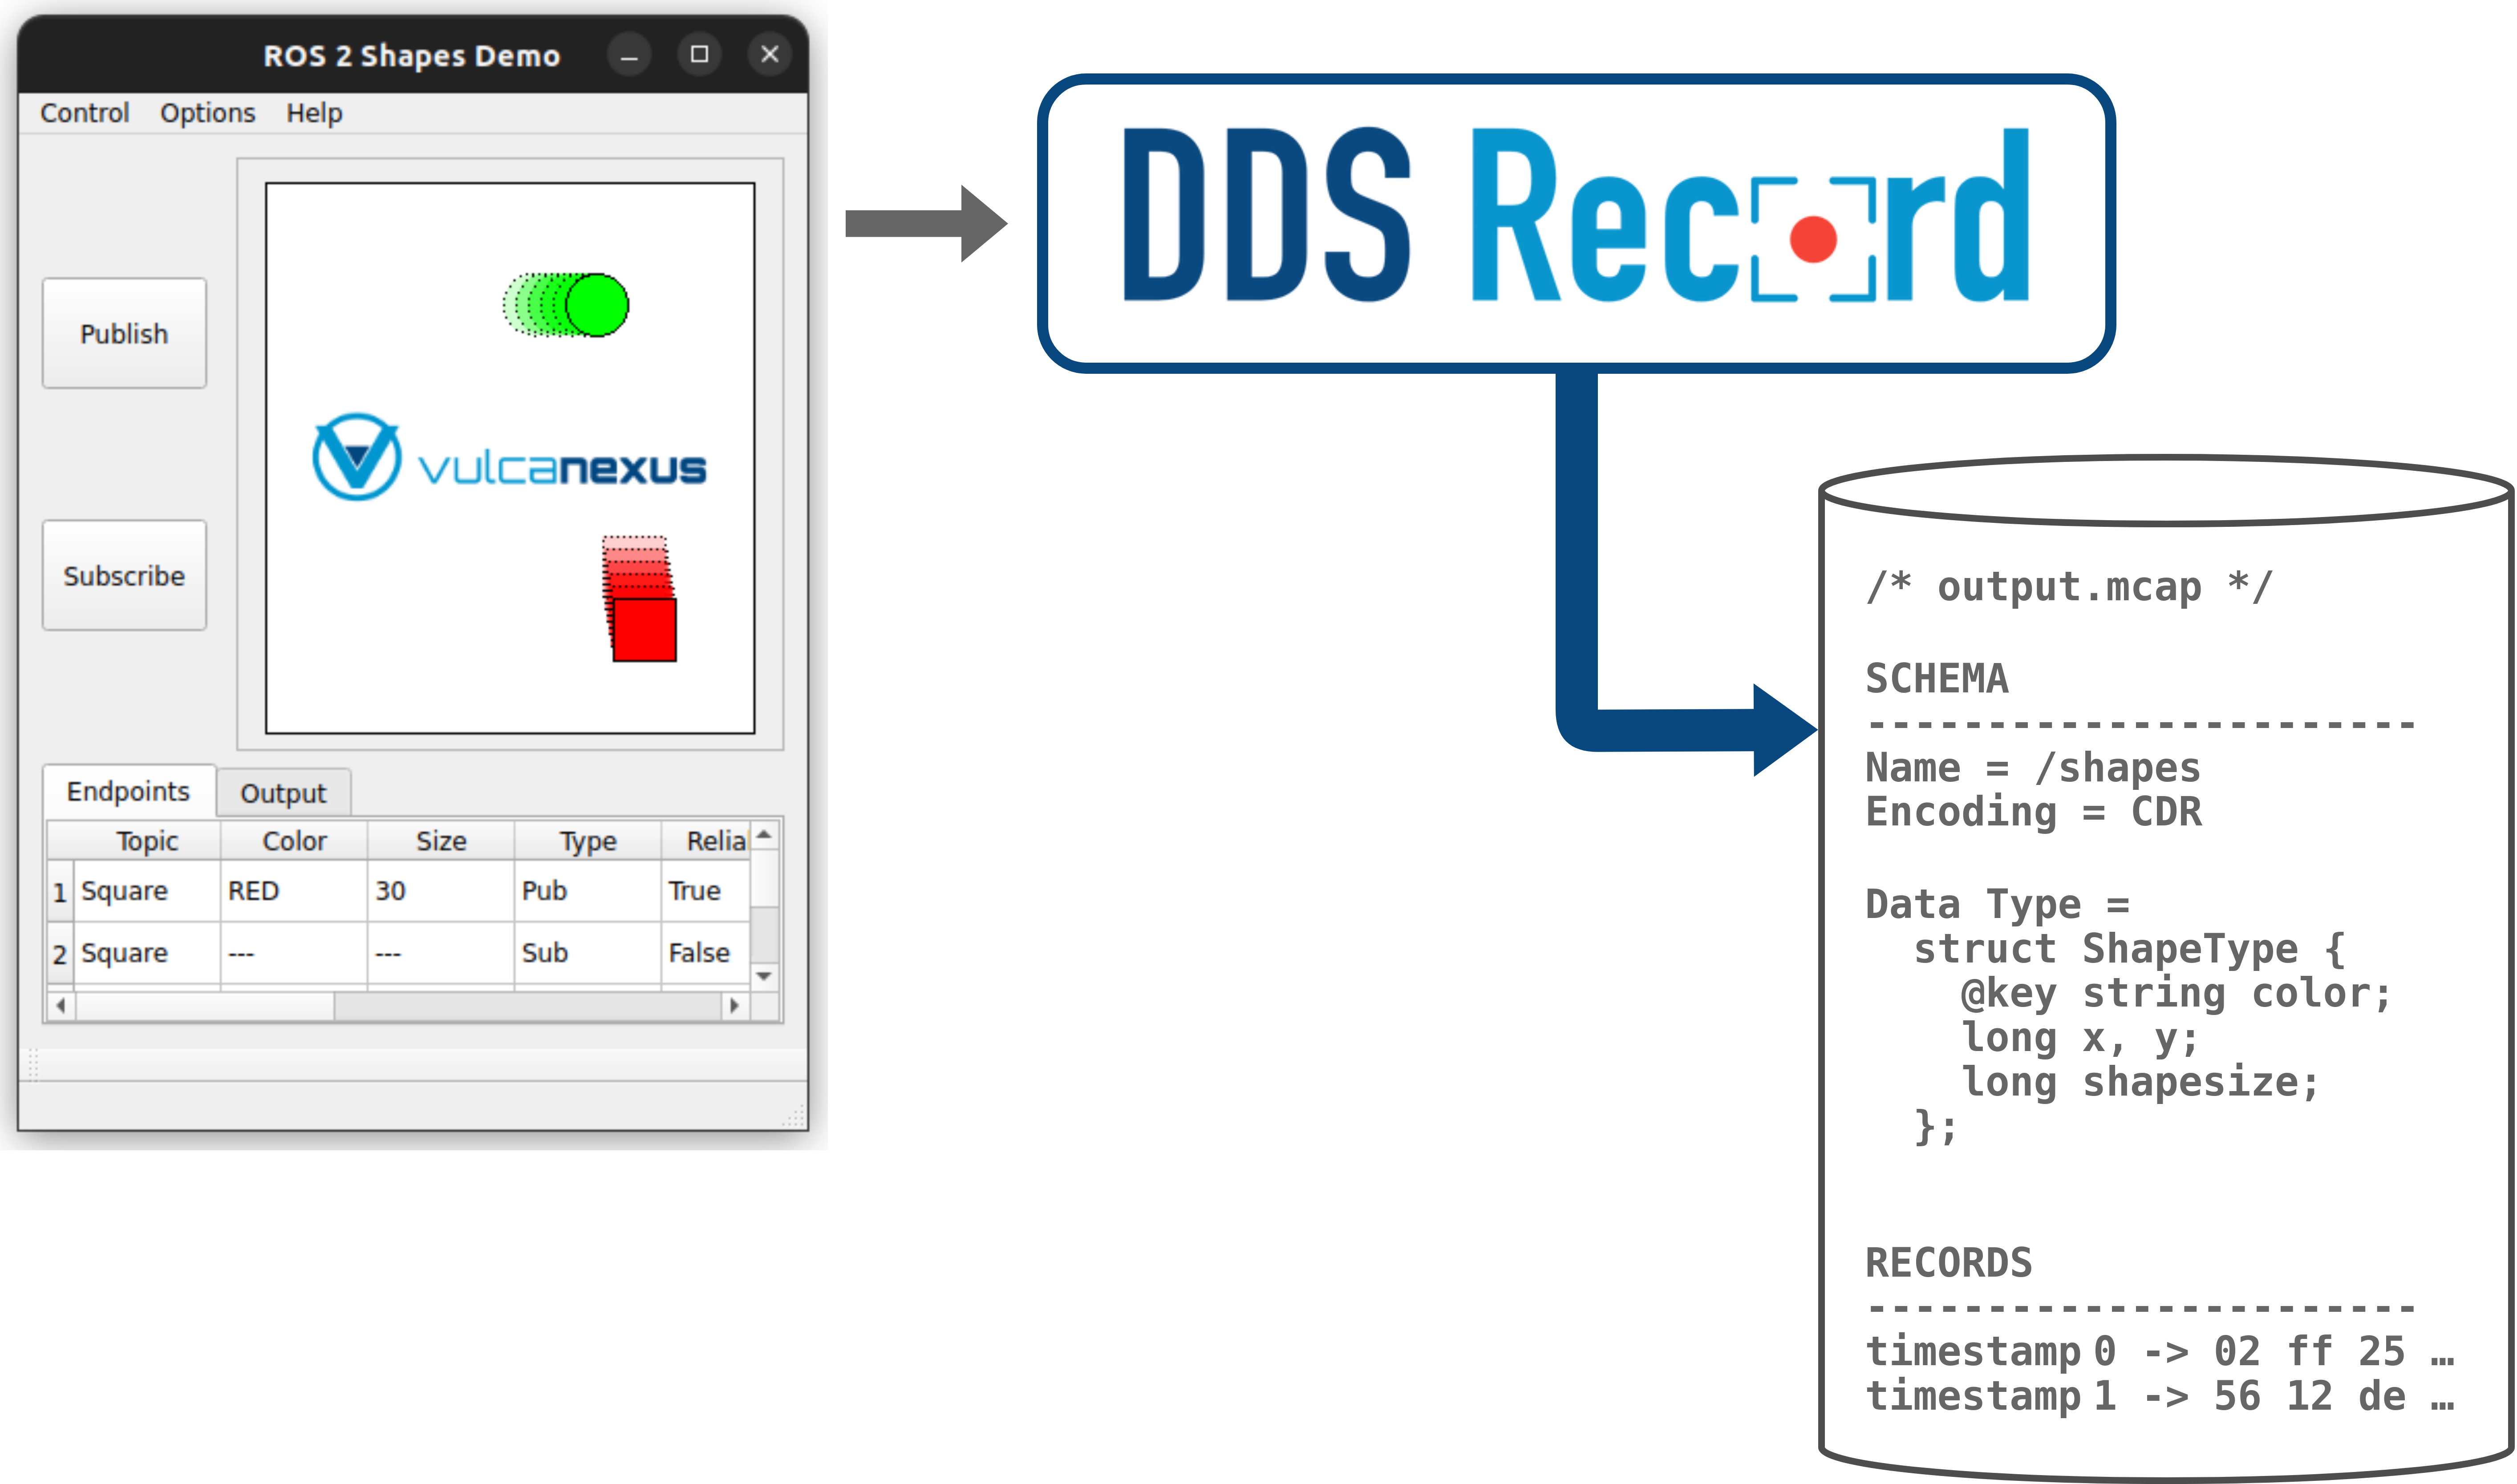 ROS 2 Shapes Demo
Control Options Help
Publish
vulcanexus
Subscribe
Endpoints Output
Topic Color Size Type Relia
1 Square RED 30 Pub True
2 Square --- --- Sub False
DDS Record
/* output.mcap */
SCHEMA
-----------------------
Name = /shapes
Encoding = CDR
Data Type =
struct ShapeType {
@key string color;
long x, y;
long shapesize;
};
RECORDS
-----------------------
timestamp 0 -> 02 ff 25 …
timestamp 1 -> 56 12 de …